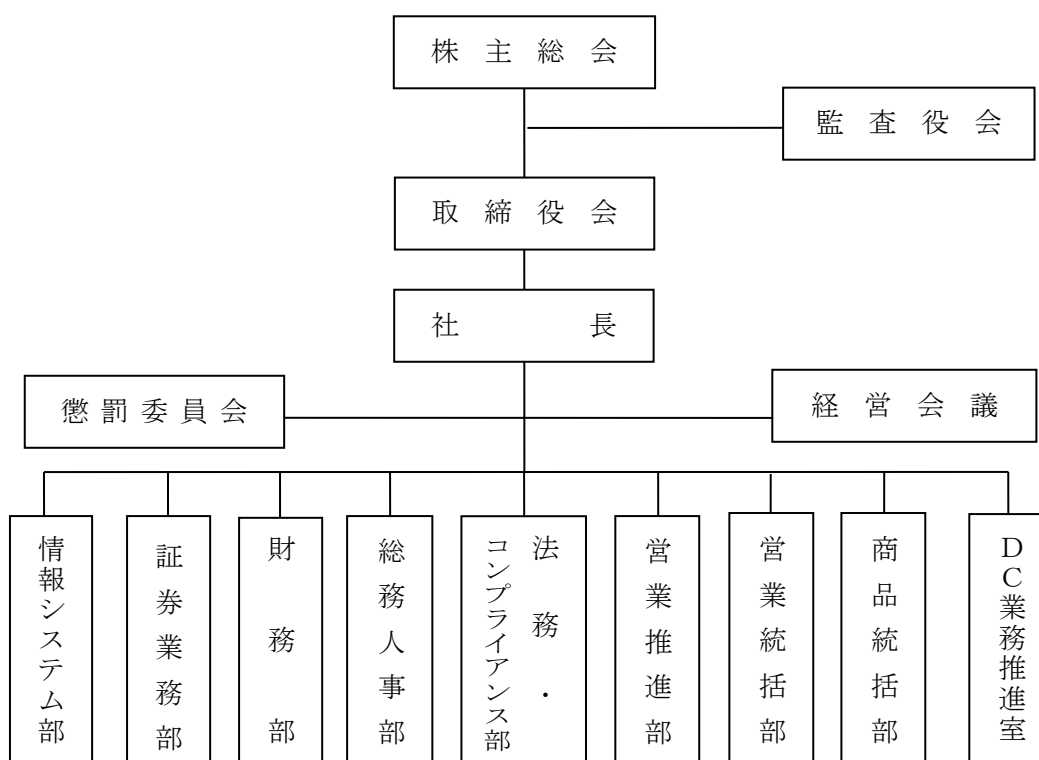 株主総会
監査役会
取締役会
社長
懲罰委員会
経営会議
情報システム部
証券業務部
財務部
総務人事部
法務・
コンプライアンス部
営業推進部
営業統括部
商品統括部
DC業務推進室